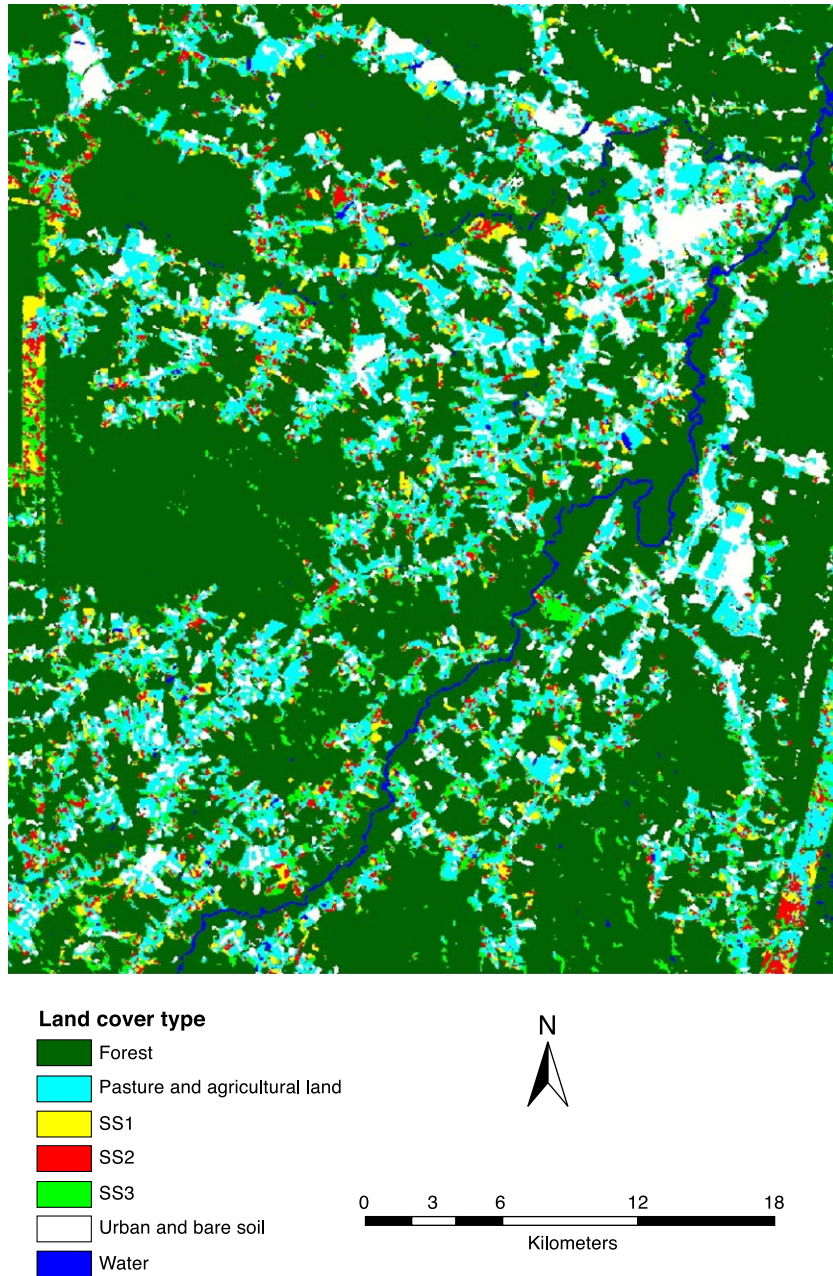 Land cover type
Forest
Pasture and agricultural land
SS1
SS2
SS3
Urban and bare soil
Water
N
0 3 6 12 18
Kilometers